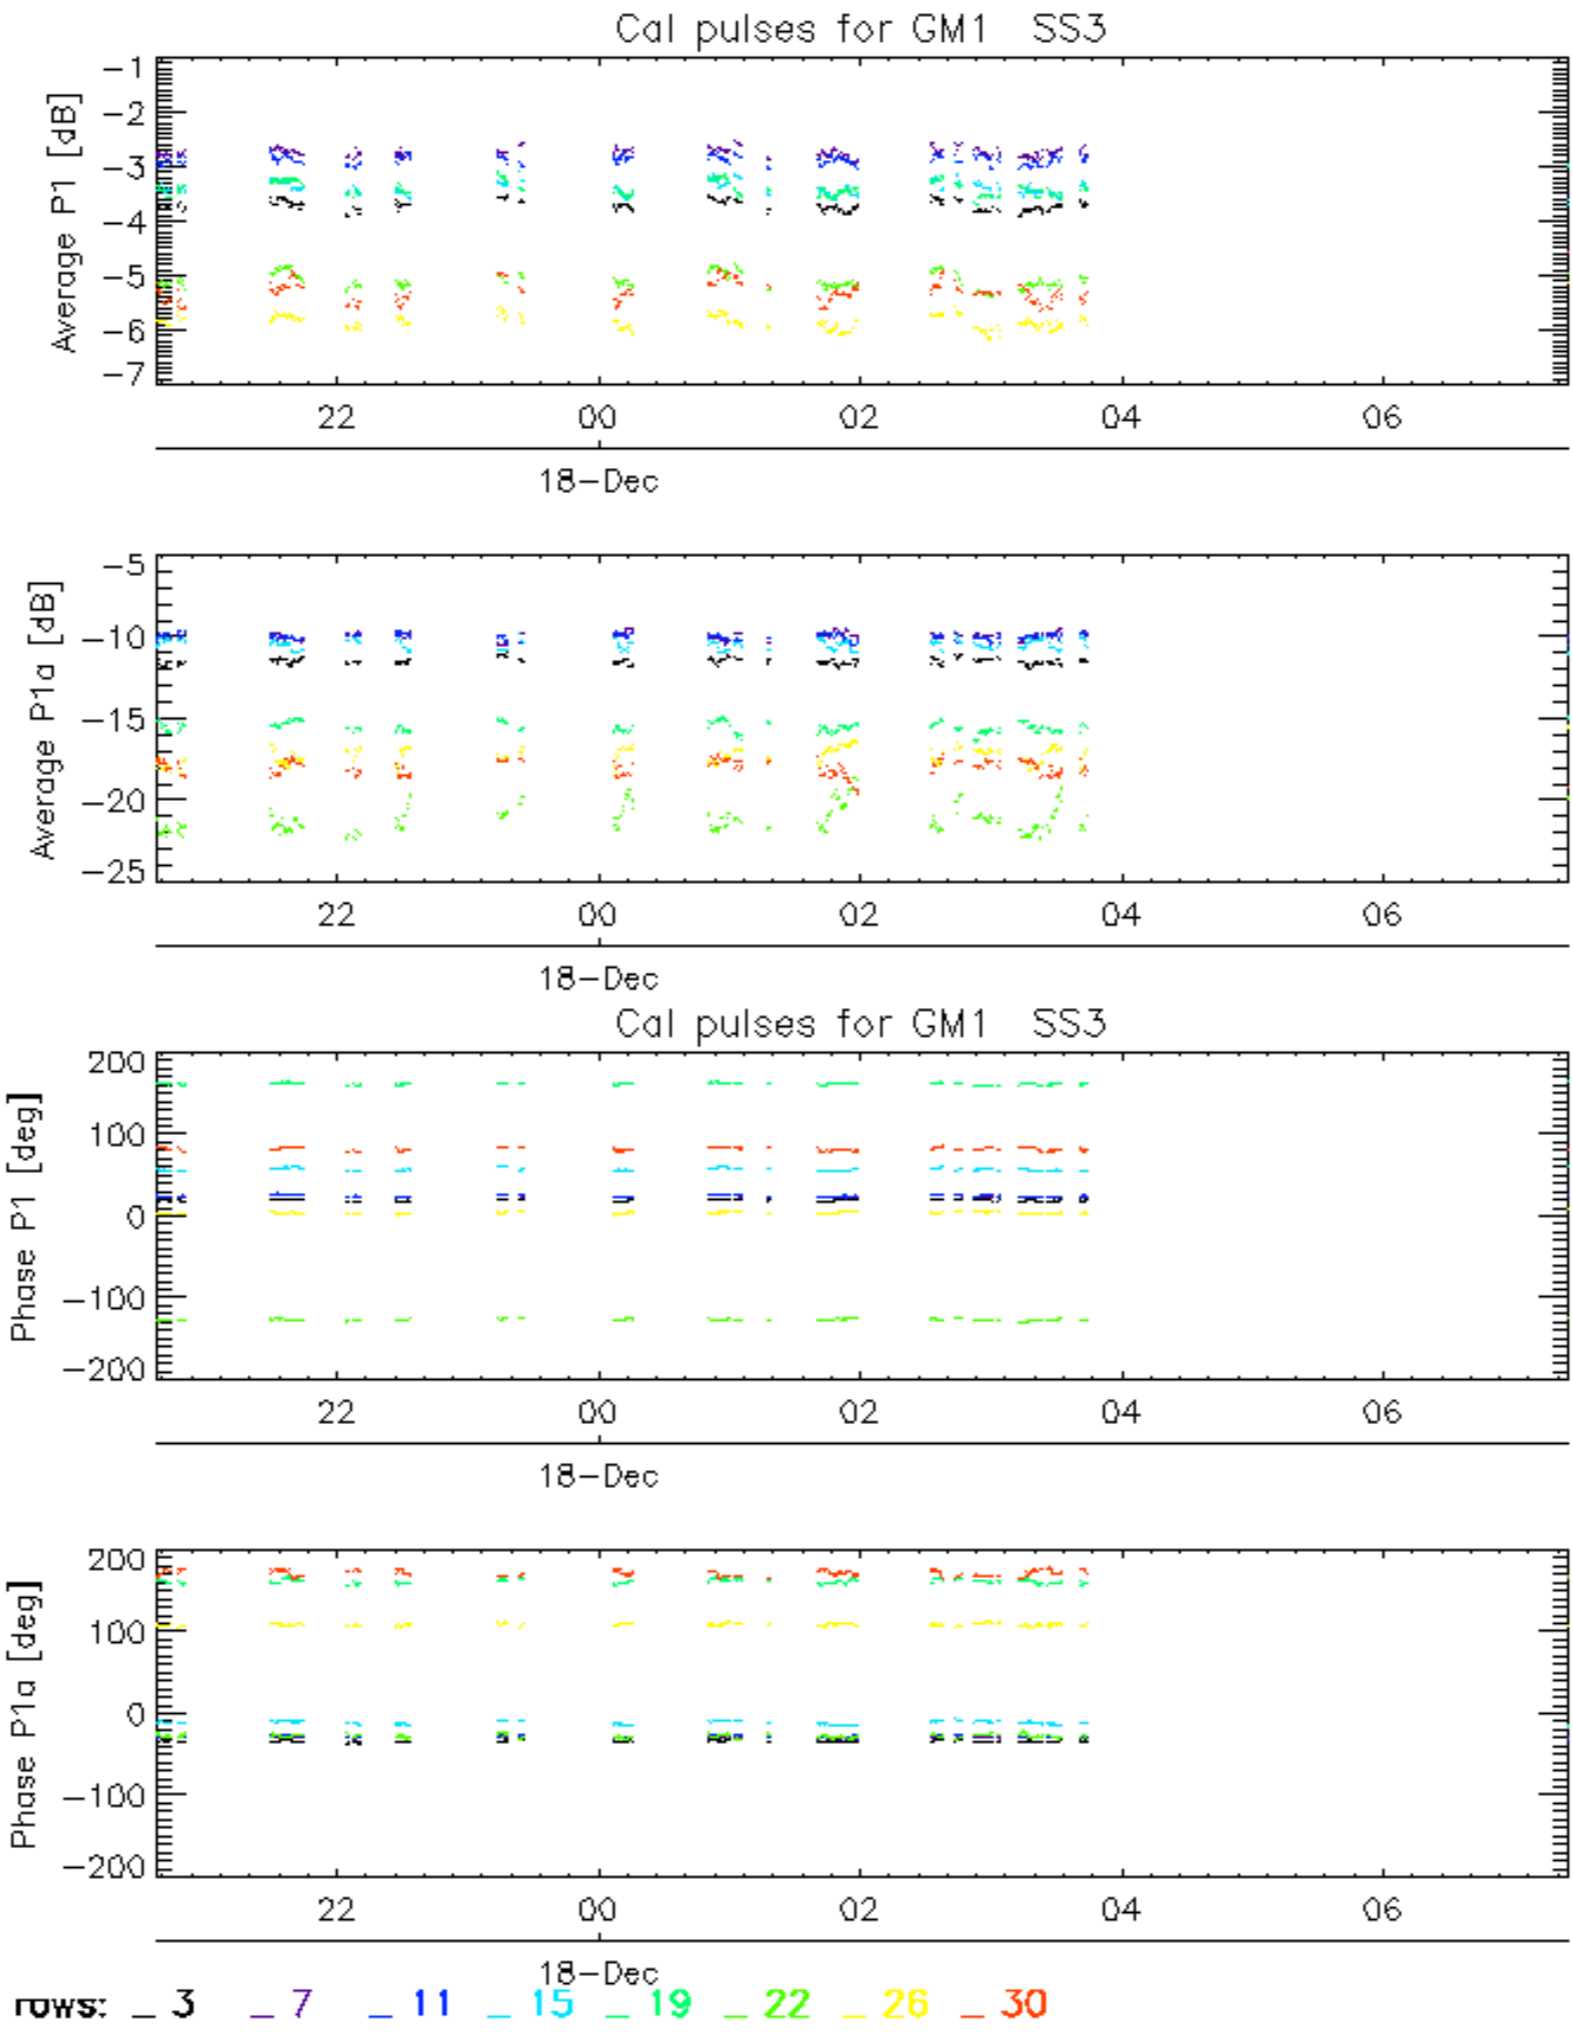 Cal pulses for GM1 SS3
Average P1 [dB]
-1
-2
-3
-4
-5
-6
-7
22 00 02 04 06
18-Dec
Average P1a [dB]
-5
-10
-15
-20
-25
22 00 02 04 06
18-Dec
Cal pulses for GM1 SS3
Phase P1 [deg]
200
100
0
-100
-200
22 00 02 04 06
18-Dec
Phase P1a [deg]
200
100
0
-100
-200
22 00 02 04 06
18-Dec
rows: _ 3 _ 7 _ 11 _ 15 _ 19 _ 22 _ 26 _ 30